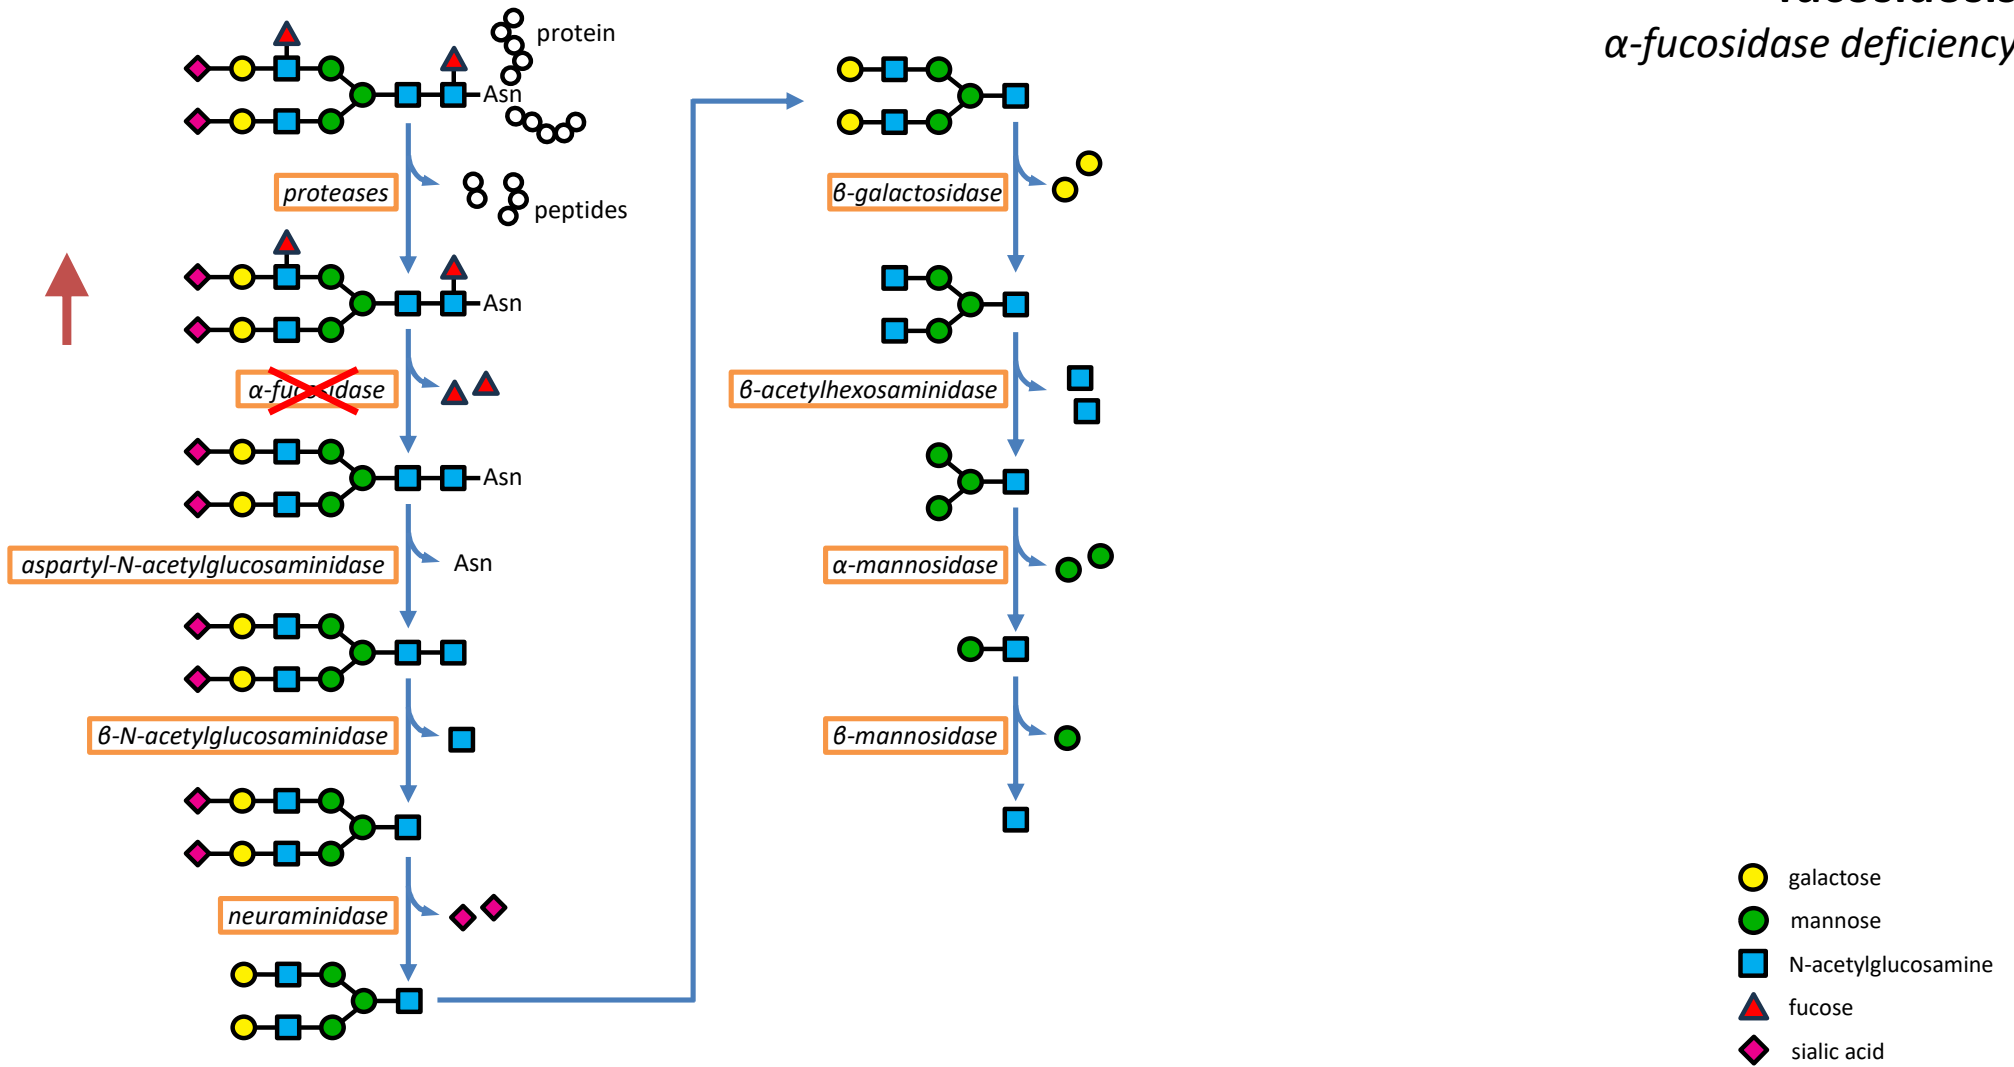 α-fucosidase deficiency
protein
Asn
proteases
peptides
Asn
α-fucosidase
Asn
aspartyl-N-acetylglucosaminidase
Asn
β-N-acetylglucosaminidase
neuraminidase
β-galactosidase
β-acetylhexosaminidase
α-mannosidase
β-mannosidase
galactose
mannose
N-acetylglucosamine
fucose
sialic acid